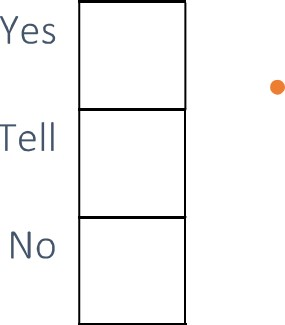 Yes
Tell
No